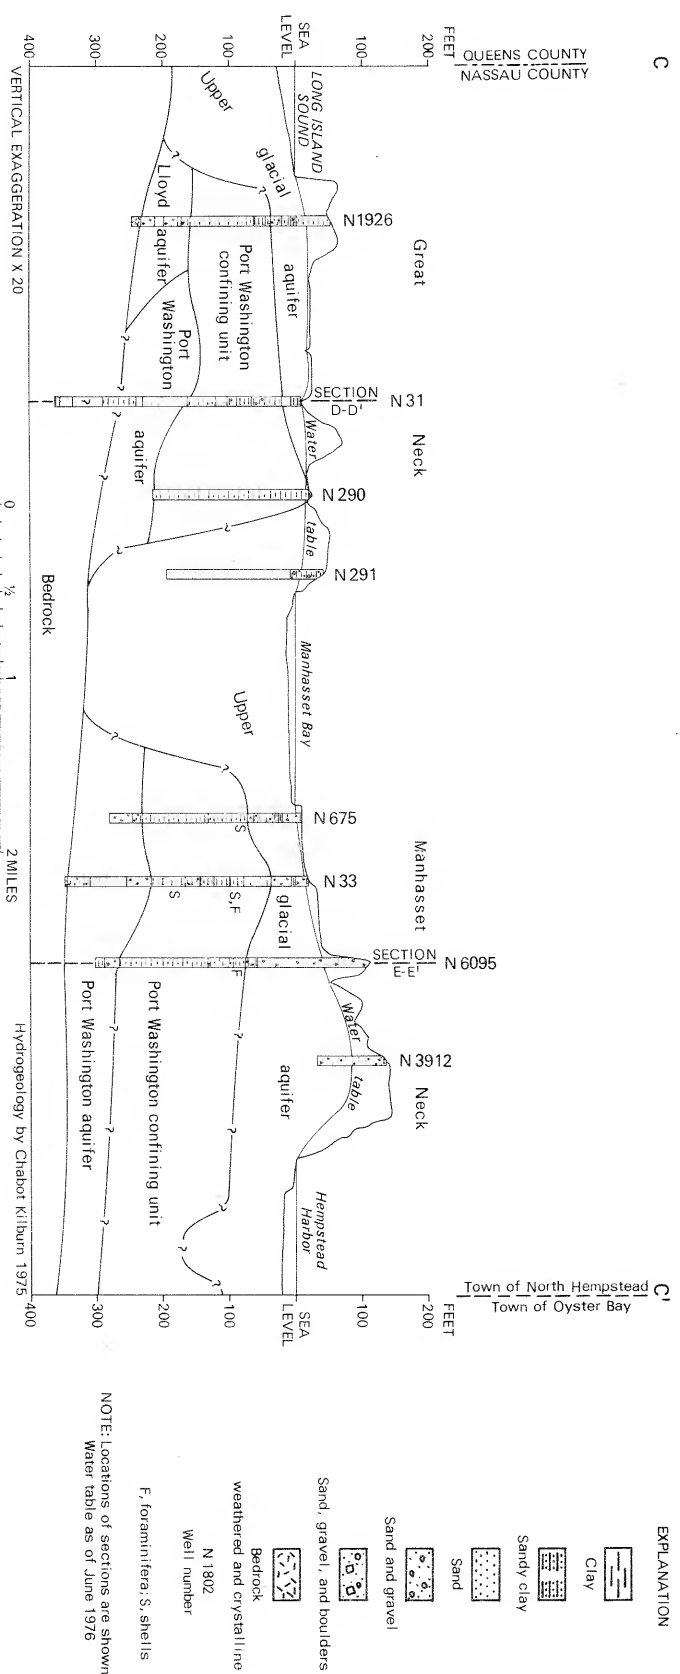 C
C'
QUEENS COUNTY
NASSAU COUNTY
Town of North Hempstead
Town of Oyster Bay
Great
Neck
Manhasset
Neck
FEET
200
100
SEA
LEVEL
100
200
300
400
N1926
N 31
SECTION
D-D'
N 290
N 291
N 675
N 33
SECTION
E-E'
N 6095
N 3912
FEET
200
100
SEA
LEVEL
100
200
300
400
LONG ISLAND
SOUND
Water
table
Manhasset Bay
Water
table
Hempstead
Harbor
Upper
glacial
aquifer
Port Washington
confining unit
Lloyd
aquifer
Port
Washington
aquifer
Upper
glacial
aquifer
S
S,F
S
F
Port Washington confining unit
Port Washington aquifer
Bedrock
? ? ? ? ? ? ? ? ? ? ? ? ? ? ? ? ? ? ? ?
VERTICAL EXAGGERATION X 20
0 ½ 1 2 MILES
Hydrogeology by Chabot Kilburn 1975
EXPLANATION
Clay
Sandy clay
Sand
Sand and gravel
Sand, gravel, and boulders
Bedrock
weathered and crystalline
N 1802
Well number
F, foraminifera; S, shells
NOTE: Locations of sections are shown
Water table as of June 1976